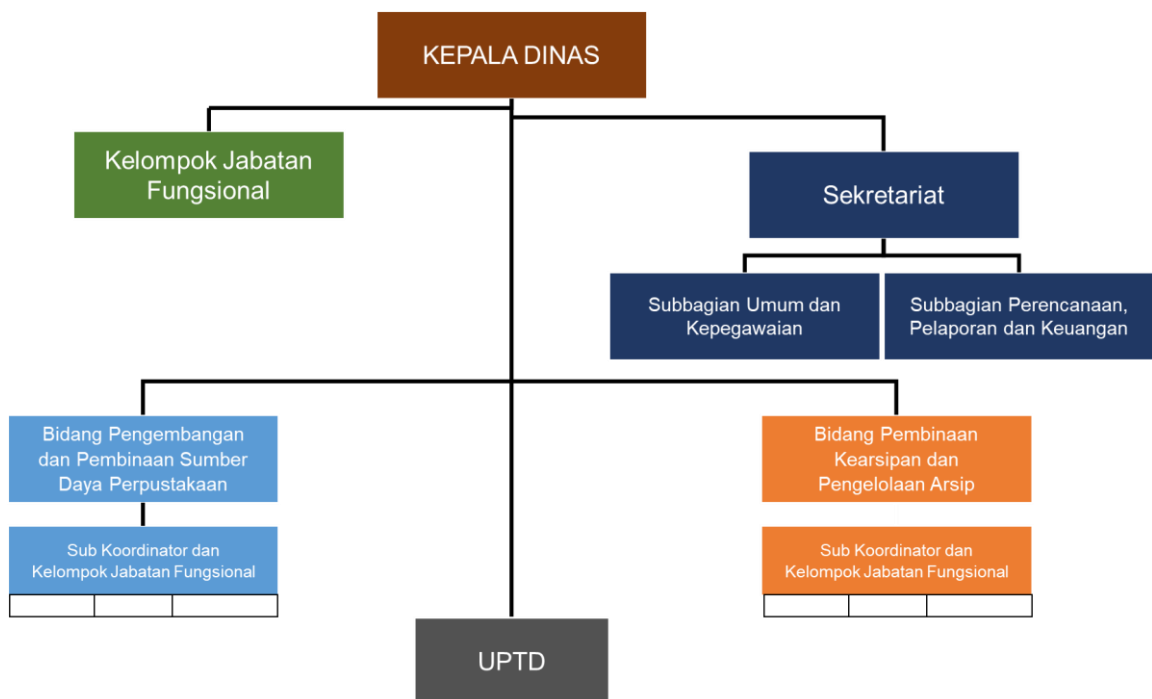 KEPALA DINAS
Kelompok Jabatan
Fungsional
Sekretariat
Subbagian Umum dan
Kepegawaian
Subbagian Perencanaan,
Pelaporan dan Keuangan
Bidang Pengembangan
dan Pembinaan Sumber
Daya Perpustakaan
Bidang Pembinaan
Kearsipan dan
Pengelolaan Arsip
Sub Koordinator dan
Kelompok Jabatan Fungsional
Sub Koordinator dan
Kelompok Jabatan Fungsional
UPTD